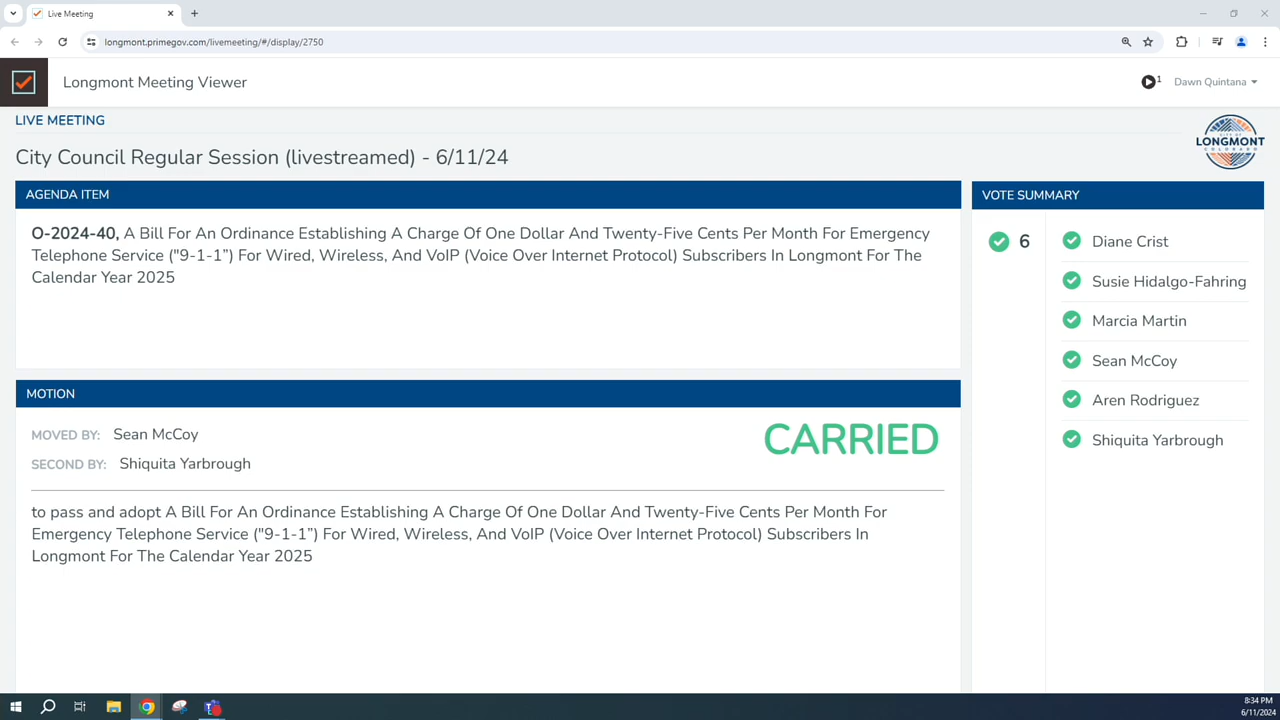 Live Meeting
longmont.primegov.com/livemeeting/#/display/2750
Longmont Meeting Viewer
1
Dawn Quintana
LIVE MEETING
CITY OF
LONGMONT
COLORADO
City Council Regular Session (livestreamed) - 6/11/24
AGENDA ITEM
O-2024-40, A Bill For An Ordinance Establishing A Charge Of One Dollar And Twenty-Five Cents Per Month For Emergency
Telephone Service ("9-1-1”) For Wired, Wireless, And VoIP (Voice Over Internet Protocol) Subscribers In Longmont For The
Calendar Year 2025
MOTION
MOVED BY: Sean McCoy
SECOND BY: Shiquita Yarbrough
CARRIED
to pass and adopt A Bill For An Ordinance Establishing A Charge Of One Dollar And Twenty-Five Cents Per Month For
Emergency Telephone Service ("9-1-1”) For Wired, Wireless, And VoIP (Voice Over Internet Protocol) Subscribers In
Longmont For The Calendar Year 2025
VOTE SUMMARY
6
Diane Crist
Susie Hidalgo-Fahring
Marcia Martin
Sean McCoy
Aren Rodriguez
Shiquita Yarbrough
8:34 PM
6/11/2024